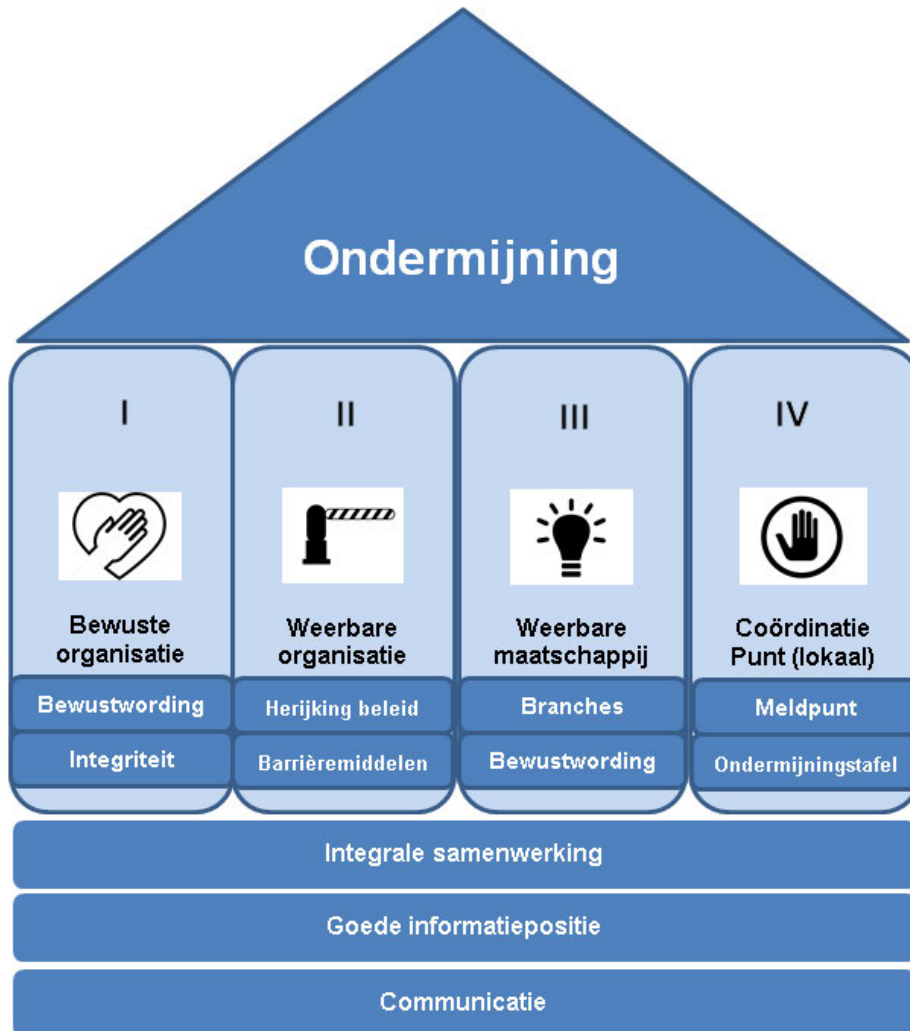 Ondermijning
I
Bewuste
organisatie
Bewustwording
Integriteit
II
Weerbare
organisatie
Herijking beleid
Barrièremiddelen
III
Weerbare
maatschappij
Branches
Bewustwording
IV
Coördinatie
Punt (lokaal)
Meldpunt
Ondermijningstafel
Integrale samenwerking
Goede informatiepositie
Communicatie